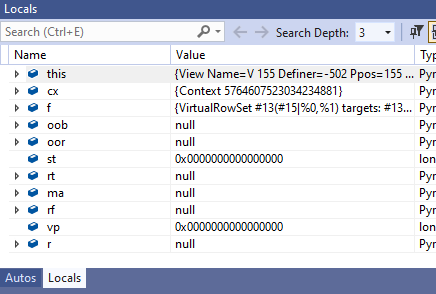 Locals
Search (Ctrl+E) Search Depth: 3
Name Value Ty
this {View Name=V 155 Definer=-502 Ppos=155 ... Pyr
cx {Context 5764607523034234881} Pyr
f {VirtualRowSet #13(#15|%0,%1) targets: #13... Pyr
oob null Pyr
oor null Pyr
st 0x0000000000000000 lon
rt null Pyr
ma null Pyr
rf null Pyr
vp 0x0000000000000000 lon
r null Pyr
Autos Locals